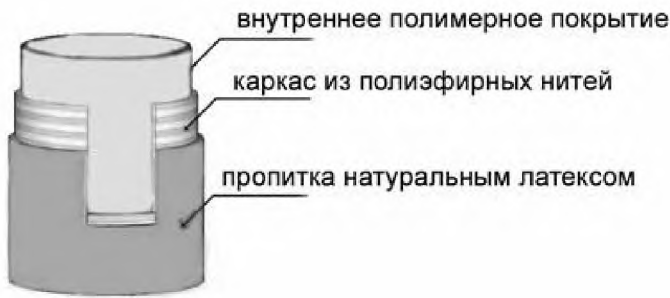 внутреннее полимерное покрытие
каркас из полиэфирных нитей
пропитка натуральным латексом